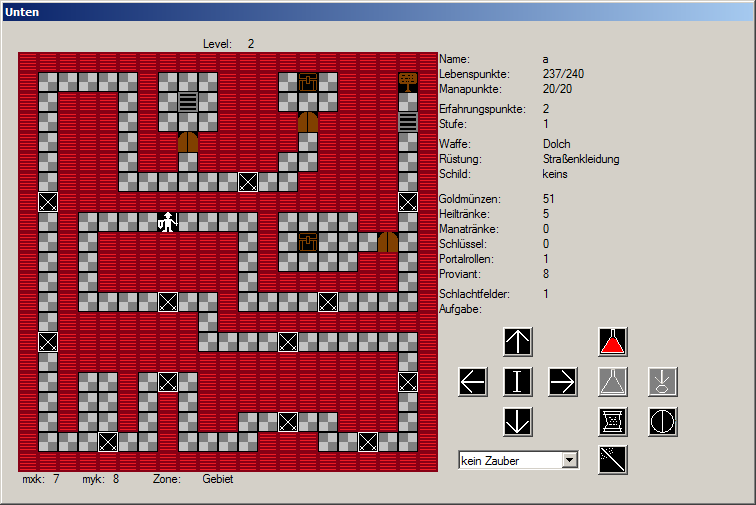 Unten
Level: 2
Name: a
Lebenspunkte: 237/240
Manapunkte: 20/20
Erfahrungspunkte: 2
Stufe: 1
Waffe: Dolch
Rüstung: Straßenkleidung
Schild: keins
Goldmünzen: 51
Heiltränke: 5
Manatränke: 0
Schlüssel: 0
Portalrollen: 1
Proviant: 8
Schlachtfelder: 1
Aufgabe:
kein Zauber
mxk: 7 myk: 8 Zone: Gebiet